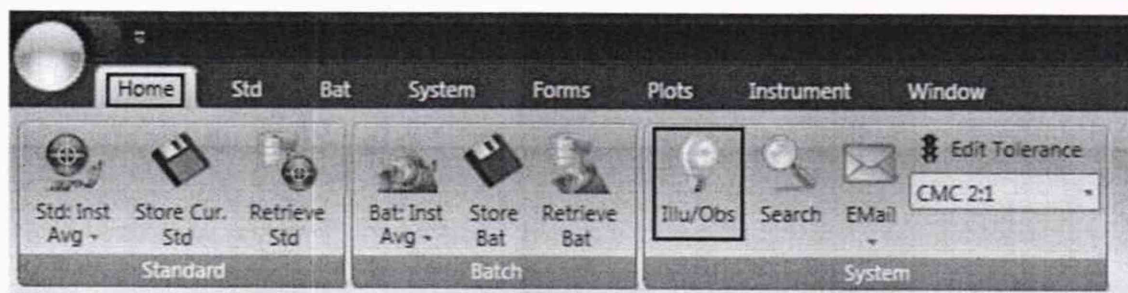 Home Std Bat System Forms Plots Instrument Window
Std: Inst Avg
Store Cur. Std
Retrieve Std
Standard
Bat: Inst Avg
Store Bat
Retrieve Bat
Batch
Illu/Obs
Search
EMail
Edit Tolerance
CMC 2:1
System